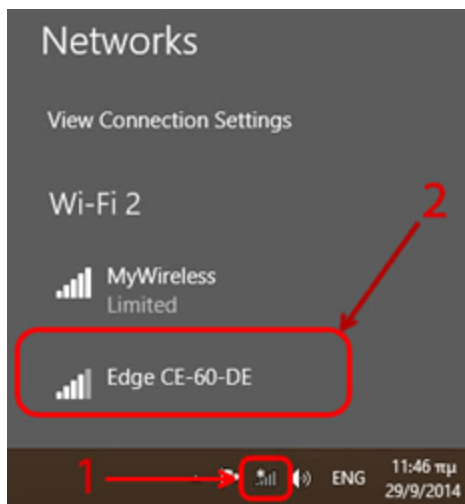 Networks
View Connection Settings
Wi-Fi 2
2
MyWireless
Limited
Edge CE-60-DE
1
ENG
11:46 πμ
29/9/2014